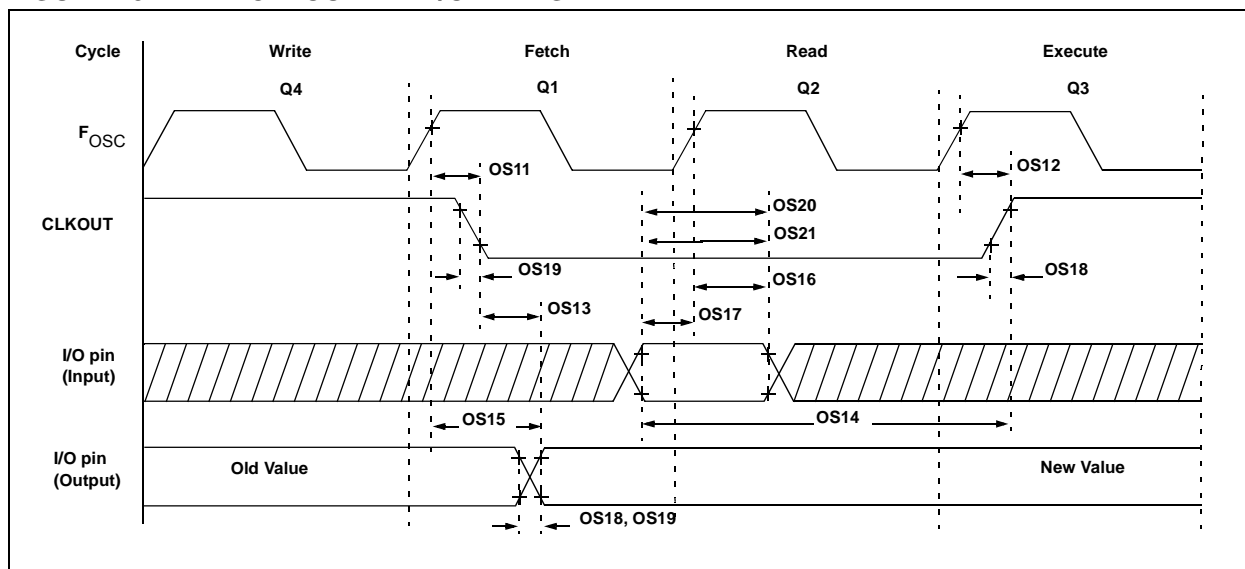 Cycle Write Fetch Read Execute
Q4 Q1 Q2 Q3
FOSC
OS11 OS12
OS20
CLKOUT
OS21
OS19 OS16 OS18
OS13 OS17
I/O pin
(Input)
OS15 OS14
I/O pin
(Output)
Old Value New Value
OS18, OS19